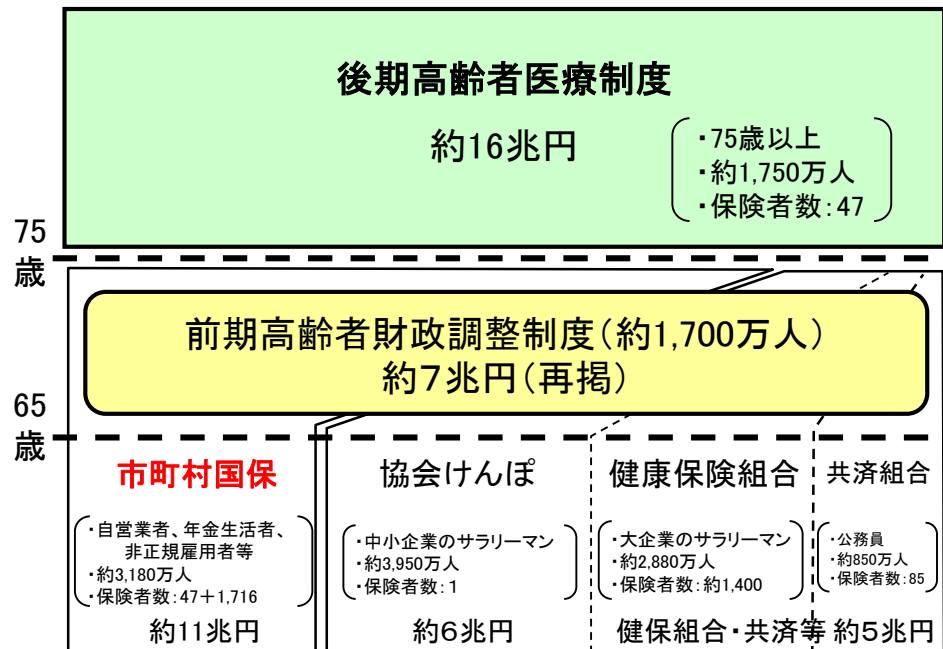 後期高齢者医療制度
約16兆円
・75歳以上
・約1,750万人
・保険者数：47
75
歳
前期高齢者財政調整制度（約1,700万人）
約７兆円（再掲）
65
歳
市町村国保
・自営業者、年金生活者、
非正規雇用者等
・約3,180万人
・保険者数：47＋1,716
約11兆円
協会けんぽ
・中小企業のサラリーマン
・約3,950万人
・保険者数：1
約６兆円
健康保険組合
・大企業のサラリーマン
・約2,880万人
・保険者数：約1,400
共済組合
・公務員
・約850万人
・保険者数：85
健保組合・共済等 約５兆円